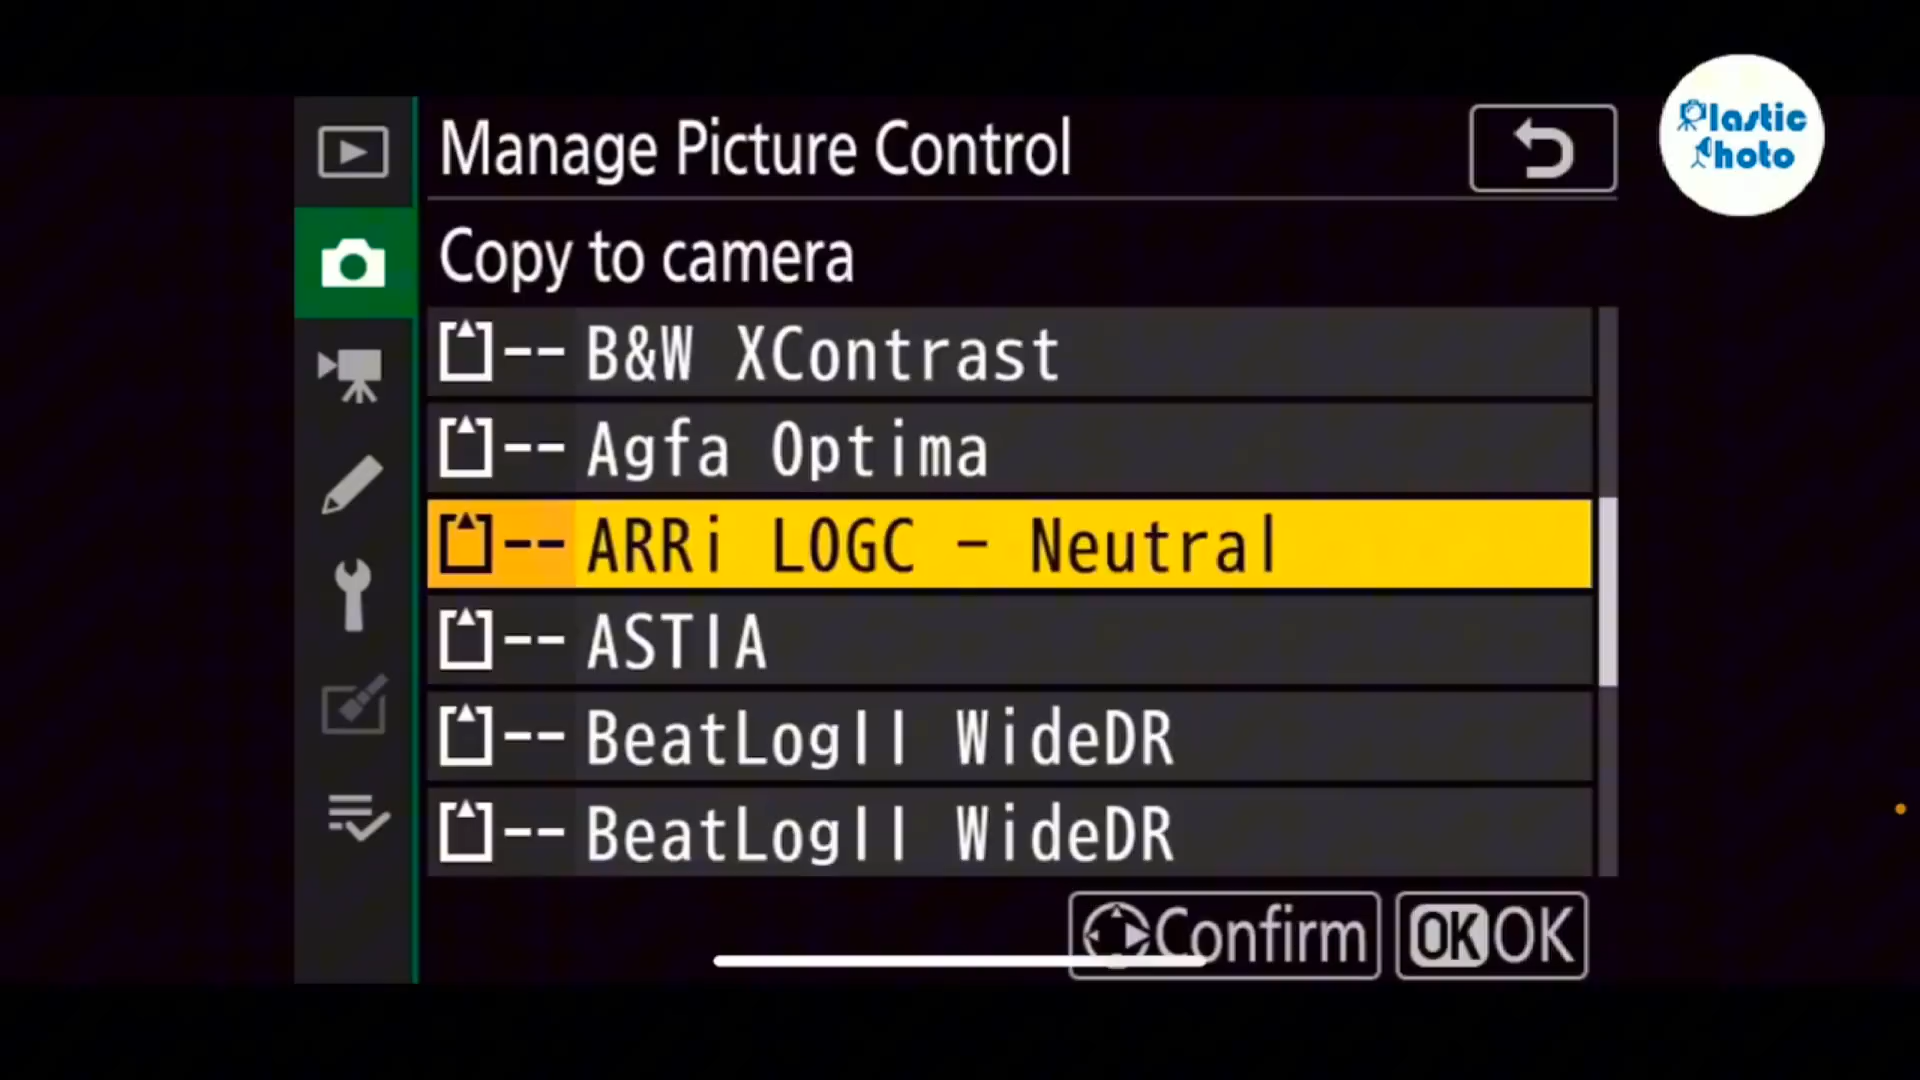 Manage Picture Control
Plastic
Photo
Copy to camera
-- B&W XContrast
-- Agfa Optima
-- ARRi LOGC - Neutral
-- ASTIA
-- BeatLogII WideDR
-- BeatLogII WideDR
Confirm
OK OK